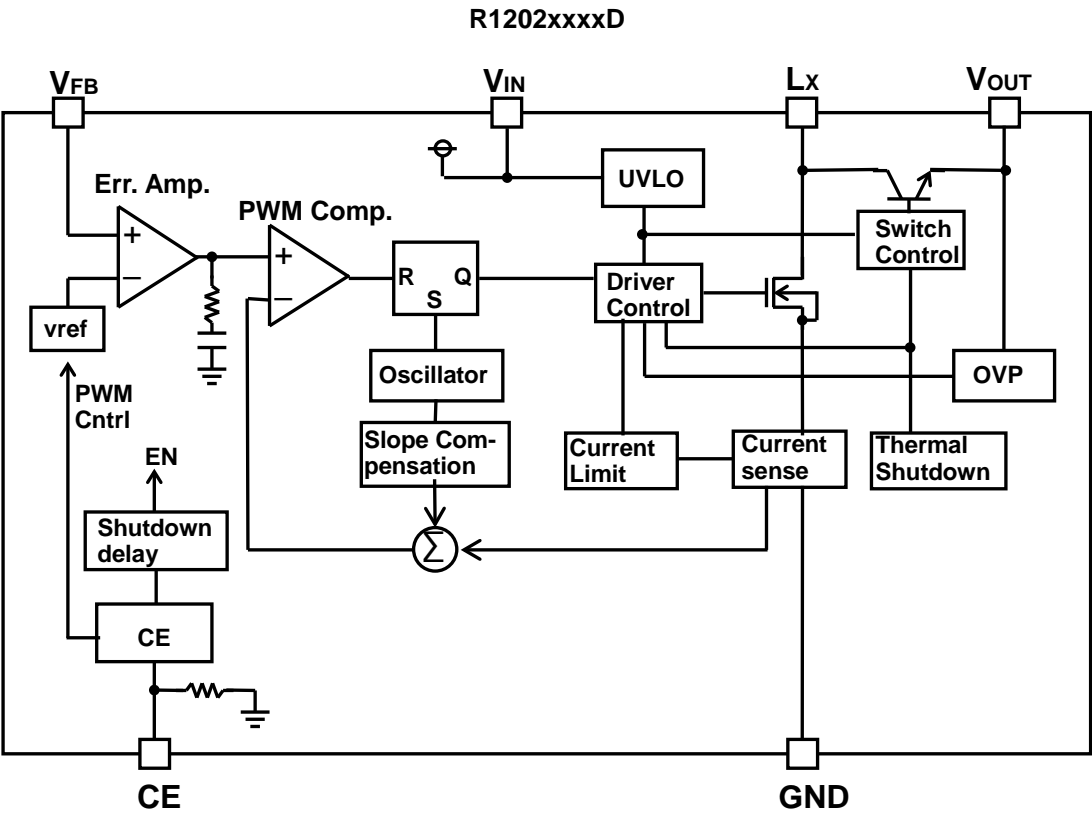 R1202xxxxD
VFB
VIN
LX
VOUT
Err. Amp.
UVLO
PWM Comp.
+
−
+
−
R
Q
S
Switch
Control
Driver
Control
vref
Oscillator
OVP
PWM
Cntrl
Slope Com-
pensation
Current
Limit
Current
sense
Thermal
Shutdown
EN
Shutdown
delay
Σ
CE
CE
GND